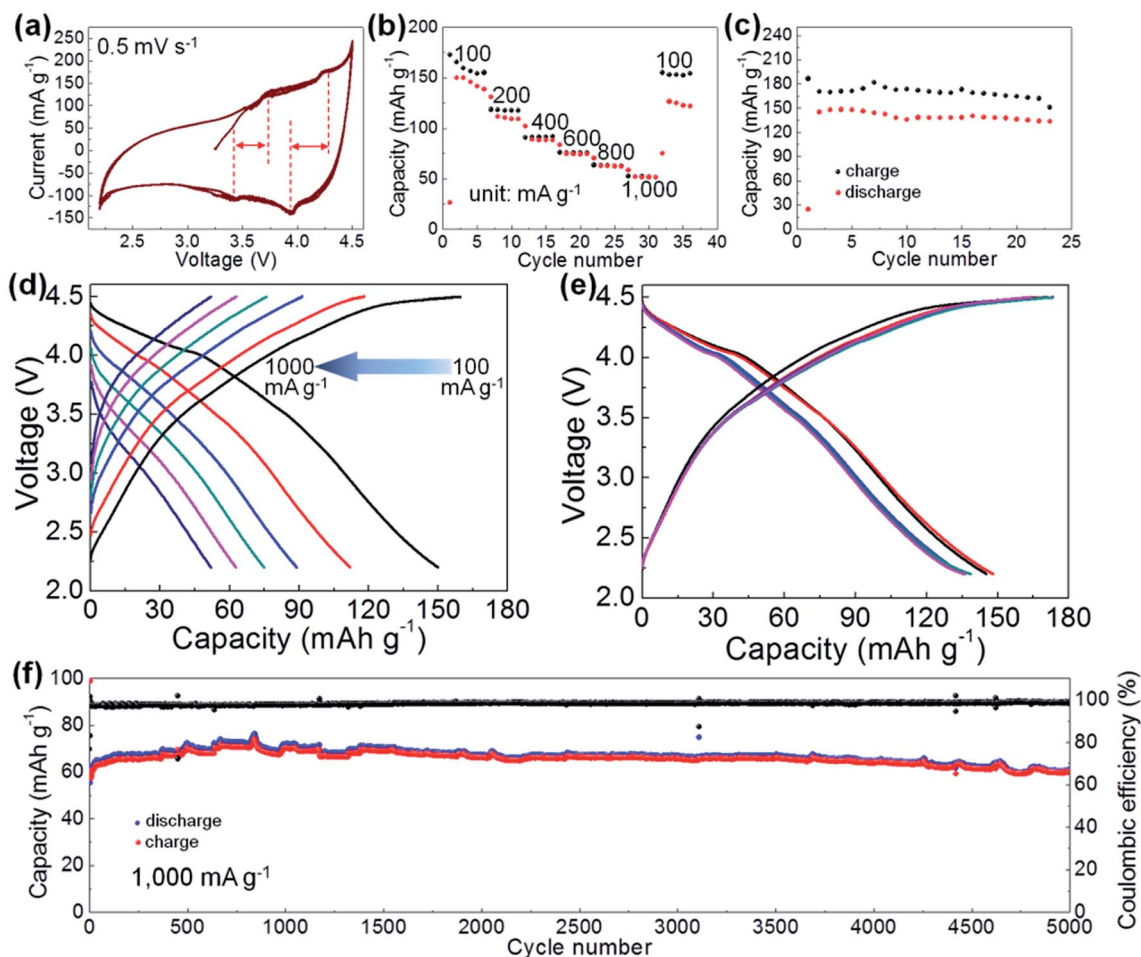 (a)
0.5 mV s-1
Current (mA g-1)
250
200
150
100
50
0
-50
-100
-150
2.5 3.0 3.5 4.0 4.5
Voltage (V)
(b)
Capacity (mAh g-1)
200
150
100
50
0
100
200
400
600
800
1,000
100
unit: mA g-1
0 5 10 15 20 25 30 35 40
Cycle number
(c)
Capacity (mAh g-1)
240
210
180
150
120
90
60
30
0
charge
discharge
0 5 10 15 20 25
Cycle number
(d)
Voltage (V)
4.5
4.0
3.5
3.0
2.5
2.0
1000
mA g-1
100
mA g-1
0 30 60 90 120 150 180
Capacity (mAh g-1)
(e)
Voltage (V)
4.5
4.0
3.5
3.0
2.5
2.0
0 30 60 90 120 150 180
Capacity (mAh g-1)
(f)
Capacity (mAh g-1)
100
80
60
40
20
0
discharge
charge
1,000 mA g-1
100
80
60
40
20
0
Coulombic efficiency (%)
0 500 1000 1500 2000 2500 3000 3500 4000 4500 5000
Cycle number